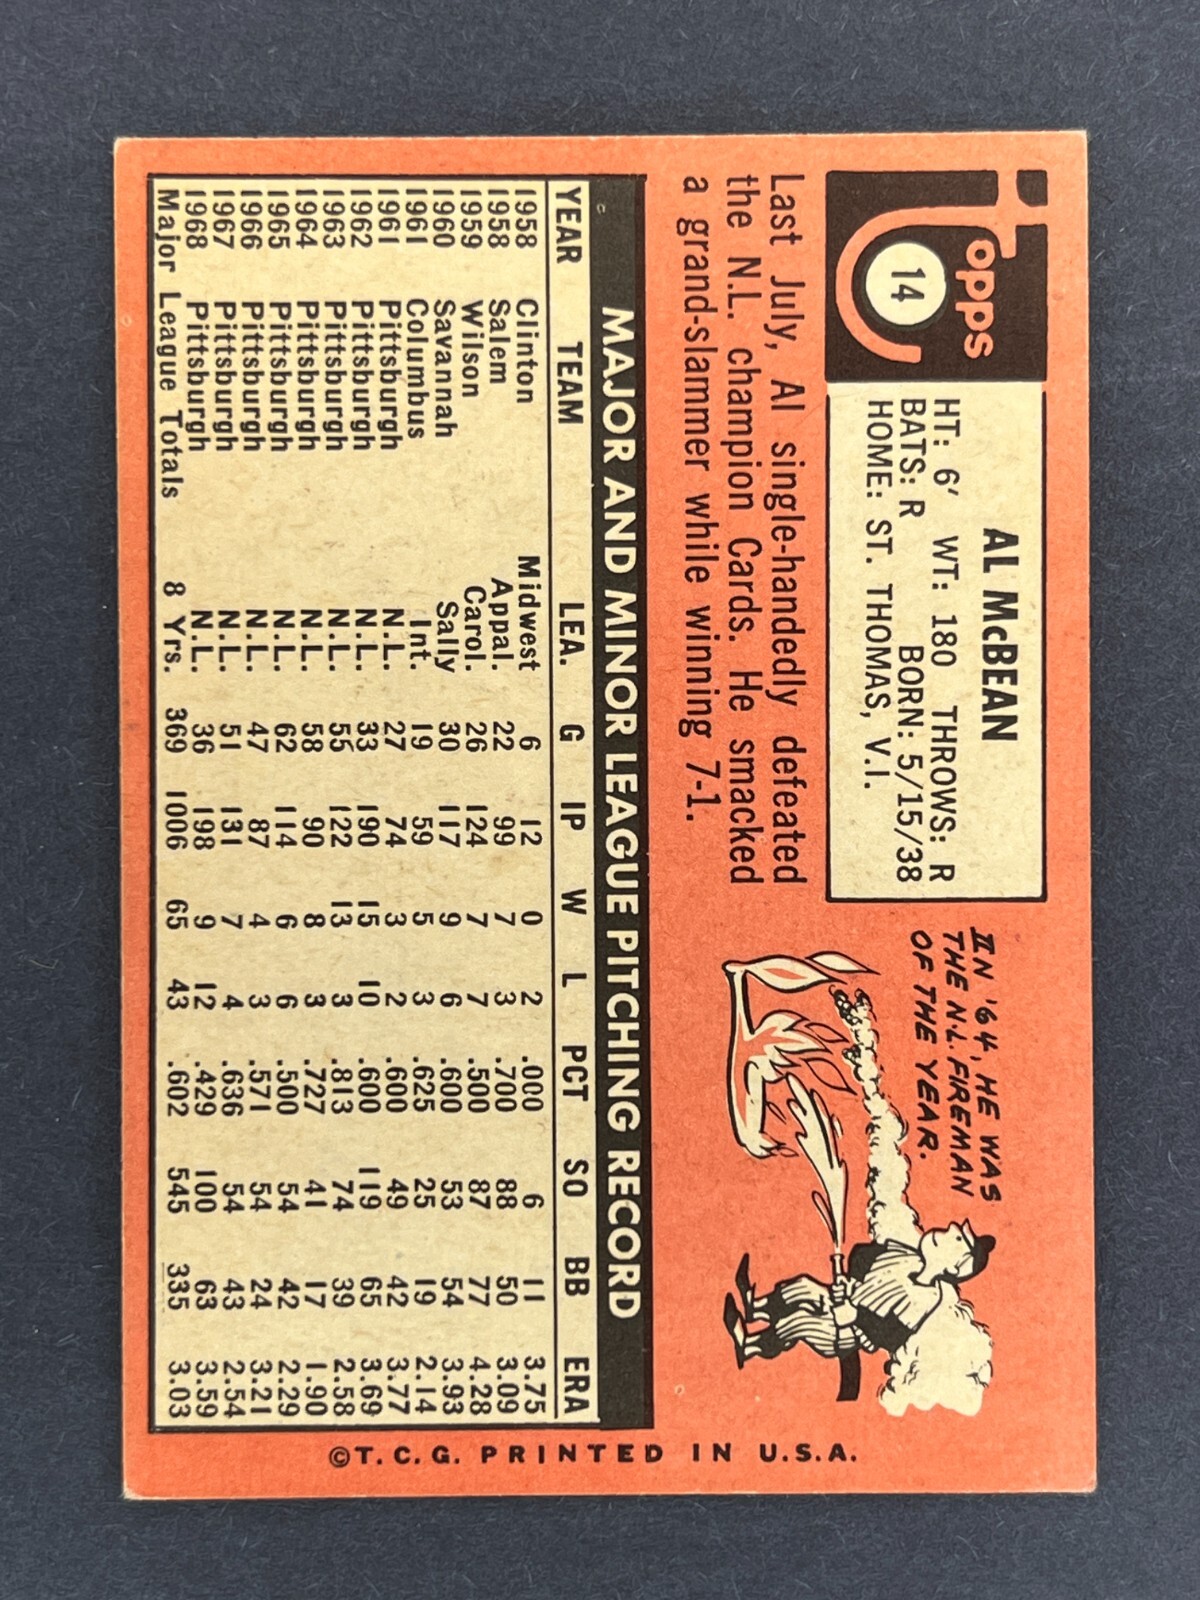 Topps
14
AL McBEAN
HT: 6' WT: 180 THROWS: R
BATS: R BORN: 5/15/38
HOME: ST. THOMAS, V.I.
Last July, Al single-handedly defeated
the N.L. champion Cards. He smacked
a grand-slammer while winning 7-1.
IN '64, HE WAS
THE N.L. FIREMAN
OF THE YEAR.
MAJOR AND MINOR LEAGUE PITCHING RECORD
YEAR TEAM LEA. G IP W L PCT SO BB ERA
1958 Clinton Midwest 6 12 0 2 .000 6 11 3.75
1958 Salem Appal. 22 99 7 3 .700 88 50 3.09
1959 Wilson Carol. 26 124 7 7 .500 87 77 4.28
1960 Savannah Sally 30 117 9 6 .600 53 54 3.93
1961 Columbus Int. 19 59 5 3 .625 25 19 2.14
1961 Pittsburgh N.L. 27 74 3 2 .600 49 42 3.77
1962 Pittsburgh N.L. 33 190 15 10 .600 119 65 3.69
1963 Pittsburgh N.L. 55 122 13 3 .813 74 39 2.58
1964 Pittsburgh N.L. 58 90 8 3 .727 41 17 1.90
1965 Pittsburgh N.L. 62 114 6 6 .500 54 42 2.29
1966 Pittsburgh N.L. 47 87 4 3 .571 54 24 3.21
1967 Pittsburgh N.L. 51 131 7 4 .636 54 43 2.54
1968 Pittsburgh N.L. 36 198 9 12 .429 100 63 3.59
Major League Totals 8 Yrs. 369 1006 65 43 .602 545 335 3.03
©T.C.G. PRINTED IN U.S.A.